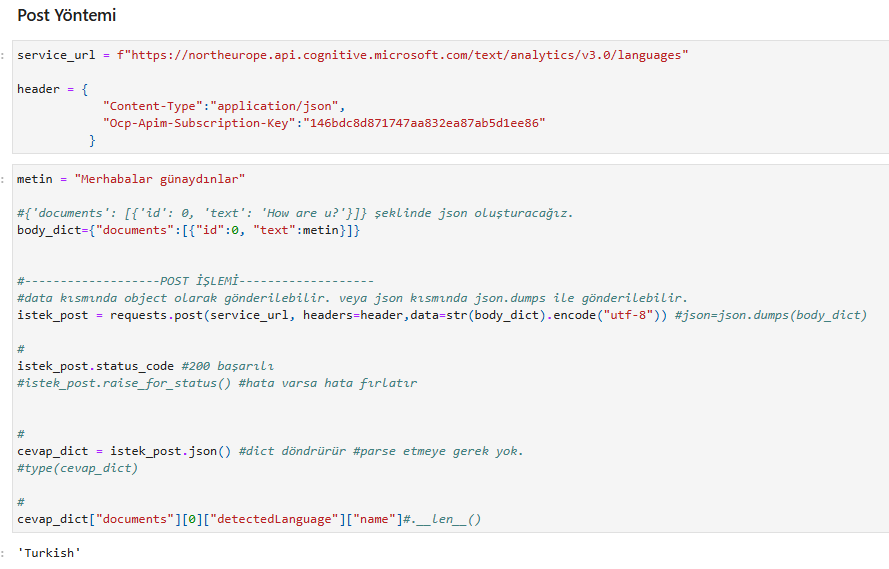 Post Yöntemi
service_url = f"https://northeurope.api.cognitive.microsoft.com/text/analytics/v3.0/languages"
header = {
"Content-Type":"application/json",
"Ocp-Apim-Subscription-Key":"146bdc8d871747aa832ea87ab5d1ee86"
}
metin = "Merhabalar günaydınlar"
#{'documents': [{'id': 0, 'text': 'How are u?'}]} şeklinde json oluşturacağız.
body_dict={"documents":[{"id":0, "text":metin}]}
#------------------POST İŞLEMİ------------------
#data kısmında object olarak gönderilebilir. veya json kısmında json.dumps ile gönderilebilir.
istek_post = requests.post(service_url, headers=header,data=str(body_dict).encode("utf-8")) #json=json.dumps(body_dict)
#
istek_post.status_code #200 başarılı
#istek_post.raise_for_status() #hata varsa hata fırlatır
#
cevap_dict = istek_post.json() #dict döndrürür #parse etmeye gerek yok.
#type(cevap_dict)
#
cevap_dict["documents"][0]["detectedLanguage"]["name"]#.__len__()
'Turkish'